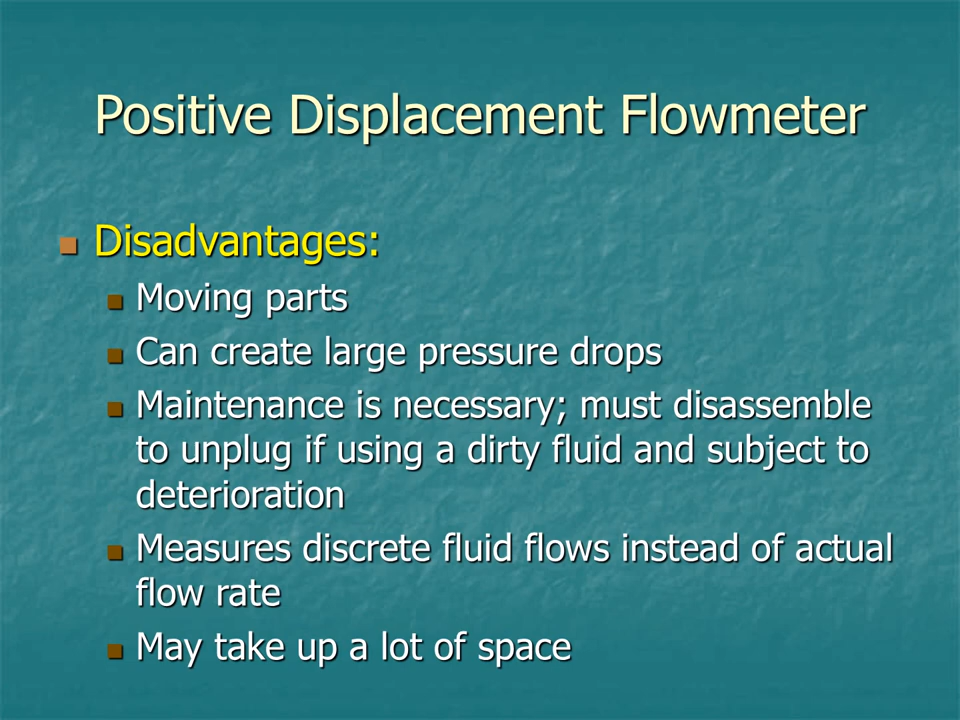 Positive Displacement Flowmeter
Disadvantages:
Moving parts
Can create large pressure drops
Maintenance is necessary; must disassemble
to unplug if using a dirty fluid and subject to
deterioration
Measures discrete fluid flows instead of actual
flow rate
May take up a lot of space